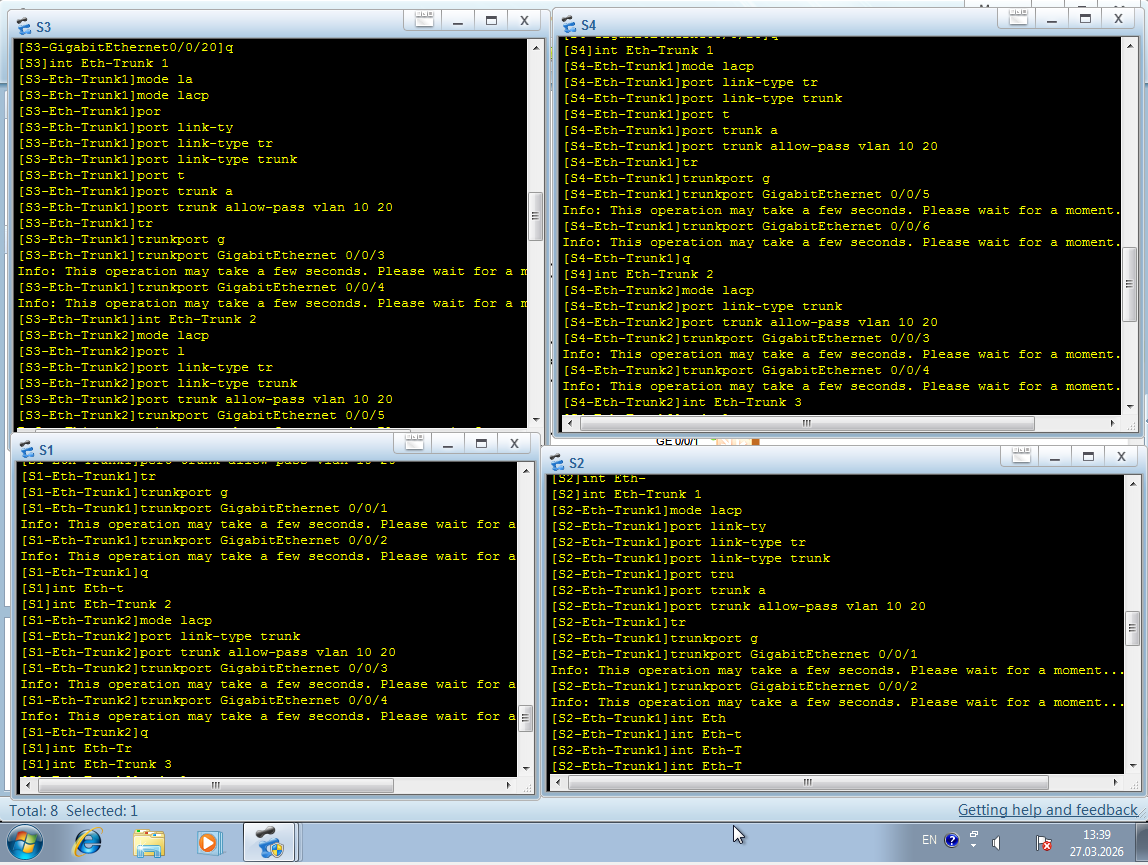 S3
[S3-GigabitEthernet0/0/20]q
[S3]int Eth-Trunk 1
[S3-Eth-Trunk1]mode la
[S3-Eth-Trunk1]mode lacp
[S3-Eth-Trunk1]por
[S3-Eth-Trunk1]port link-ty
[S3-Eth-Trunk1]port link-type tr
[S3-Eth-Trunk1]port link-type trunk
[S3-Eth-Trunk1]port t
[S3-Eth-Trunk1]port trunk a
[S3-Eth-Trunk1]port trunk allow-pass vlan 10 20
[S3-Eth-Trunk1]tr
[S3-Eth-Trunk1]trunkport g
[S3-Eth-Trunk1]trunkport GigabitEthernet 0/0/3
Info: This operation may take a few seconds. Please wait for a m
[S3-Eth-Trunk1]trunkport GigabitEthernet 0/0/4
Info: This operation may take a few seconds. Please wait for a m
[S3-Eth-Trunk1]int Eth-Trunk 2
[S3-Eth-Trunk2]mode lacp
[S3-Eth-Trunk2]port l
[S3-Eth-Trunk2]port link-type tr
[S3-Eth-Trunk2]port link-type trunk
[S3-Eth-Trunk2]port trunk allow-pass vlan 10 20
[S3-Eth-Trunk2]trunkport GigabitEthernet 0/0/5
S4
[S4]int Eth-Trunk 1
[S4-Eth-Trunk1]mode lacp
[S4-Eth-Trunk1]port link-type tr
[S4-Eth-Trunk1]port link-type trunk
[S4-Eth-Trunk1]port t
[S4-Eth-Trunk1]port trunk a
[S4-Eth-Trunk1]port trunk allow-pass vlan 10 20
[S4-Eth-Trunk1]tr
[S4-Eth-Trunk1]trunkport g
[S4-Eth-Trunk1]trunkport GigabitEthernet 0/0/5
Info: This operation may take a few seconds. Please wait for a moment.
[S4-Eth-Trunk1]trunkport GigabitEthernet 0/0/6
Info: This operation may take a few seconds. Please wait for a moment.
[S4-Eth-Trunk1]q
[S4]int Eth-Trunk 2
[S4-Eth-Trunk2]mode lacp
[S4-Eth-Trunk2]port link-type trunk
[S4-Eth-Trunk2]port trunk allow-pass vlan 10 20
[S4-Eth-Trunk2]trunkport GigabitEthernet 0/0/3
Info: This operation may take a few seconds. Please wait for a moment.
[S4-Eth-Trunk2]trunkport GigabitEthernet 0/0/4
Info: This operation may take a few seconds. Please wait for a moment.
[S4-Eth-Trunk2]int Eth-Trunk 3
GE 0/0/1
S1
[S1-Eth-Trunk1]port trunk allow-pass vlan 10 20
[S1-Eth-Trunk1]tr
[S1-Eth-Trunk1]trunkport g
[S1-Eth-Trunk1]trunkport GigabitEthernet 0/0/1
Info: This operation may take a few seconds. Please wait for a
[S1-Eth-Trunk1]trunkport GigabitEthernet 0/0/2
Info: This operation may take a few seconds. Please wait for a
[S1-Eth-Trunk1]q
[S1]int Eth-t
[S1]int Eth-Trunk 2
[S1-Eth-Trunk2]mode lacp
[S1-Eth-Trunk2]port link-type trunk
[S1-Eth-Trunk2]port trunk allow-pass vlan 10 20
[S1-Eth-Trunk2]trunkport GigabitEthernet 0/0/3
Info: This operation may take a few seconds. Please wait for a
[S1-Eth-Trunk2]trunkport GigabitEthernet 0/0/4
Info: This operation may take a few seconds. Please wait for a
[S1-Eth-Trunk2]q
[S1]int Eth-Tr
[S1]int Eth-Trunk 3
S2
[S2]int Eth-
[S2]int Eth-Trunk 1
[S2-Eth-Trunk1]mode lacp
[S2-Eth-Trunk1]port link-ty
[S2-Eth-Trunk1]port link-type tr
[S2-Eth-Trunk1]port link-type trunk
[S2-Eth-Trunk1]port tru
[S2-Eth-Trunk1]port trunk a
[S2-Eth-Trunk1]port trunk allow-pass vlan 10 20
[S2-Eth-Trunk1]tr
[S2-Eth-Trunk1]trunkport g
[S2-Eth-Trunk1]trunkport GigabitEthernet 0/0/1
Info: This operation may take a few seconds. Please wait for a moment...
[S2-Eth-Trunk1]trunkport GigabitEthernet 0/0/2
Info: This operation may take a few seconds. Please wait for a moment...
[S2-Eth-Trunk1]int Eth
[S2-Eth-Trunk1]int Eth-t
[S2-Eth-Trunk1]int Eth-T
[S2-Eth-Trunk1]int Eth-T
Total: 8 Selected: 1
Getting help and feedback
EN
13:39
27.03.2026